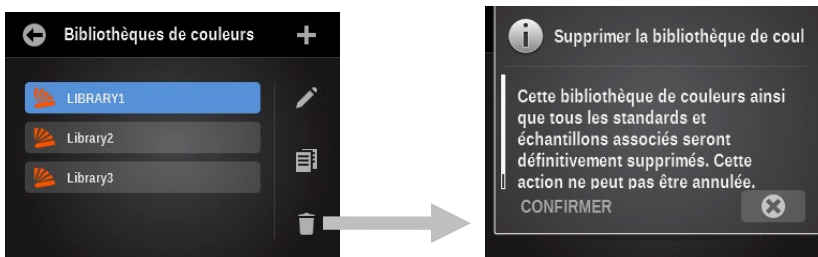 Bibliothèques de couleurs
LIBRARY1
Library2
Library3
Supprimer la bibliothèque de coul
Cette bibliothèque de couleurs ainsi
que tous les standards et
échantillons associés seront
définitivement supprimés. Cette
action ne peut pas être annulée.
CONFIRMER